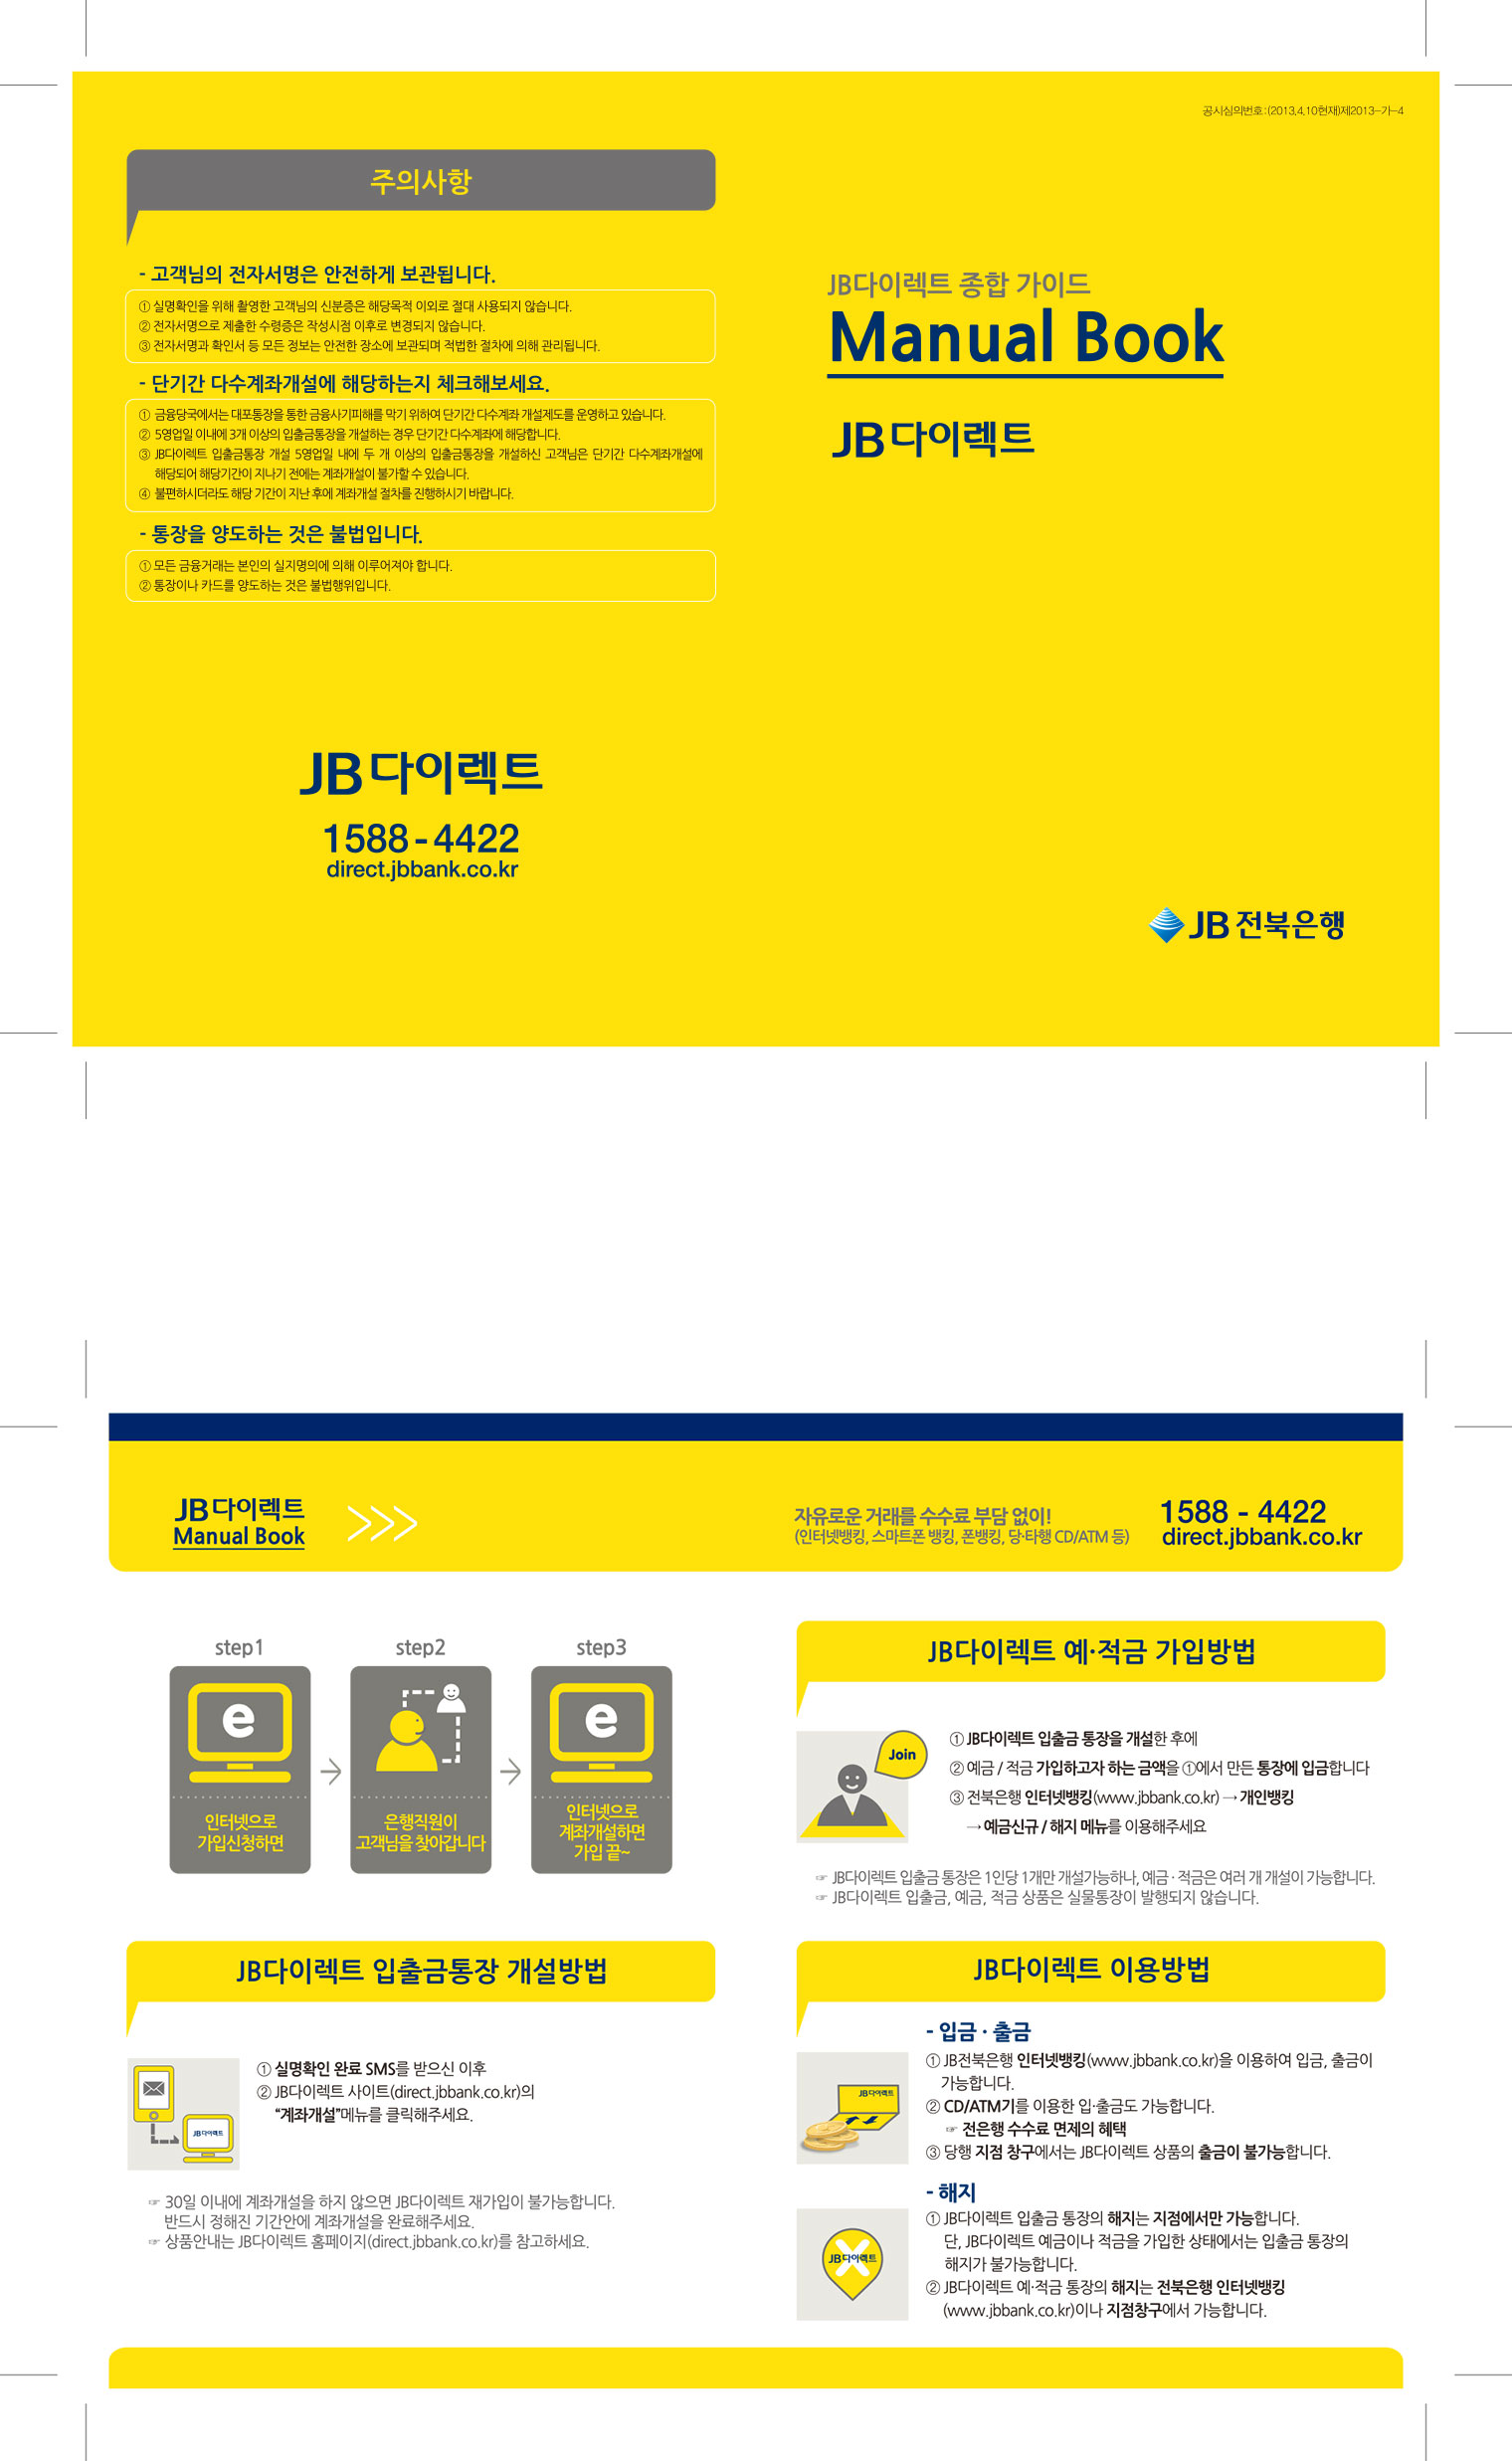 공시심의번호:(2013.4.10현재)제2013-가-4
주의사항
- 고객님의 전자서명은 안전하게 보관됩니다.
① 실명확인을 위해 촬영한 고객님의 신분증은 해당목적 이외로 절대 사용되지 않습니다.
② 전자서명으로 제출한 수령증은 작성시점 이후로 변경되지 않습니다.
③ 전자서명과 확인서 등 모든 정보는 안전한 장소에 보관되며 적법한 절차에 의해 관리됩니다.
- 단기간 다수계좌개설에 해당하는지 체크해보세요.
① 금융당국에서는 대포통장을 통한 금융사기피해를 막기 위하여 단기간 다수계좌 개설제도를 운영하고 있습니다.
② 5영업일 이내에 3개 이상의 입출금통장을 개설하는 경우 단기간 다수계좌에 해당합니다.
③ JB다이렉트 입출금통장 개설 5영업일 내에 두 개 이상의 입출금통장을 개설하신 고객님은 단기간 다수계좌개설에
해당되어 해당기간이 지나기 전에는 계좌개설이 불가할 수 있습니다.
④ 불편하시더라도 해당 기간이 지난 후에 계좌개설 절차를 진행하시기 바랍니다.
- 통장을 양도하는 것은 불법입니다.
① 모든 금융거래는 본인의 실지명의에 의해 이루어져야 합니다.
② 통장이나 카드를 양도하는 것은 불법행위입니다.
JB다이렉트
1588-4422
direct.jbbank.co.kr
JB다이렉트 종합 가이드
Manual Book
JB다이렉트
JB 전북은행
JB다이렉트
Manual Book
자유로운 거래를 수수료 부담 없이!
(인터넷뱅킹, 스마트폰 뱅킹, 폰뱅킹, 당·타행 CD/ATM 등)
1588 - 4422
direct.jbbank.co.kr
step1
e
인터넷으로
가입신청하면
step2
은행직원이
고객님을 찾아갑니다
step3
e
인터넷으로
계좌개설하면
가입 끝~
JB다이렉트 입출금통장 개설방법
JB다이렉트
① 실명확인 완료 SMS를 받으신 이후
② JB다이렉트 사이트(direct.jbbank.co.kr)의
“계좌개설”메뉴를 클릭해주세요.
☞ 30일 이내에 계좌개설을 하지 않으면 JB다이렉트 재가입이 불가능합니다.
반드시 정해진 기간안에 계좌개설을 완료해주세요.
☞ 상품안내는 JB다이렉트 홈페이지(direct.jbbank.co.kr)를 참고하세요.
JB다이렉트 예·적금 가입방법
Join
① JB다이렉트 입출금 통장을 개설한 후에
② 예금 / 적금 가입하고자 하는 금액을 ①에서 만든 통장에 입금합니다
③ 전북은행 인터넷뱅킹(www.jbbank.co.kr) → 개인뱅킹
→ 예금신규 / 해지 메뉴를 이용해주세요
☞ JB다이렉트 입출금 통장은 1인당 1개만 개설가능하나, 예금 · 적금은 여러 개 개설이 가능합니다.
☞ JB다이렉트 입출금, 예금, 적금 상품은 실물통장이 발행되지 않습니다.
JB다이렉트 이용방법
- 입금 · 출금
JB다이렉트
① JB전북은행 인터넷뱅킹(www.jbbank.co.kr)을 이용하여 입금, 출금이
가능합니다.
② CD/ATM기를 이용한 입·출금도 가능합니다.
☞ 전은행 수수료 면제의 혜택
③ 당행 지점 창구에서는 JB다이렉트 상품의 출금이 불가능합니다.
- 해지
JB다이렉트
① JB다이렉트 입출금 통장의 해지는 지점에서만 가능합니다.
단, JB다이렉트 예금이나 적금을 가입한 상태에서는 입출금 통장의
해지가 불가능합니다.
② JB다이렉트 예·적금 통장의 해지는 전북은행 인터넷뱅킹
(www.jbbank.co.kr)이나 지점창구에서 가능합니다.